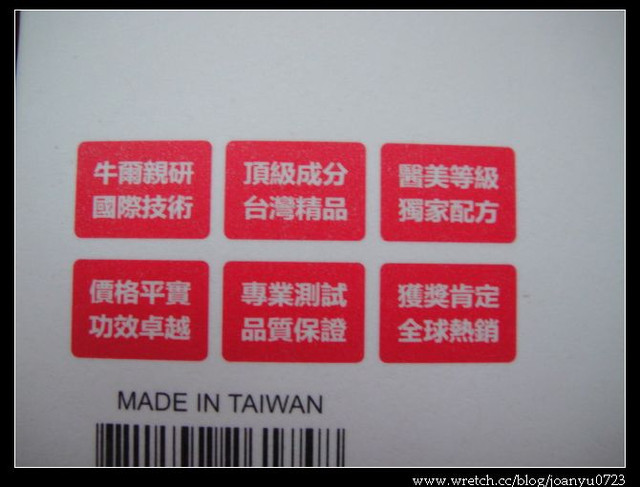 牛爾親研
國際技術
頂級成分
台灣精品
醫美等級
獨家配方
價格平實
功效卓越
專業測試
品質保證
獲獎肯定
全球熱銷
MADE IN TAIWAN
www.wretch.cc/blog/joanyu0723